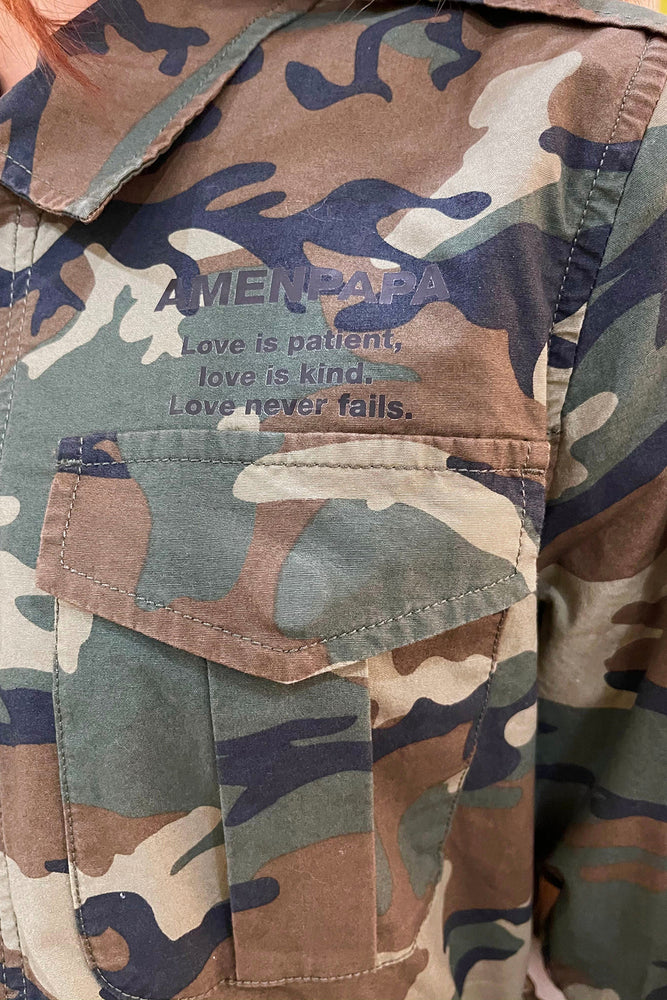 AMENPAPA
Love is patient,
love is kind.
Love never fails.